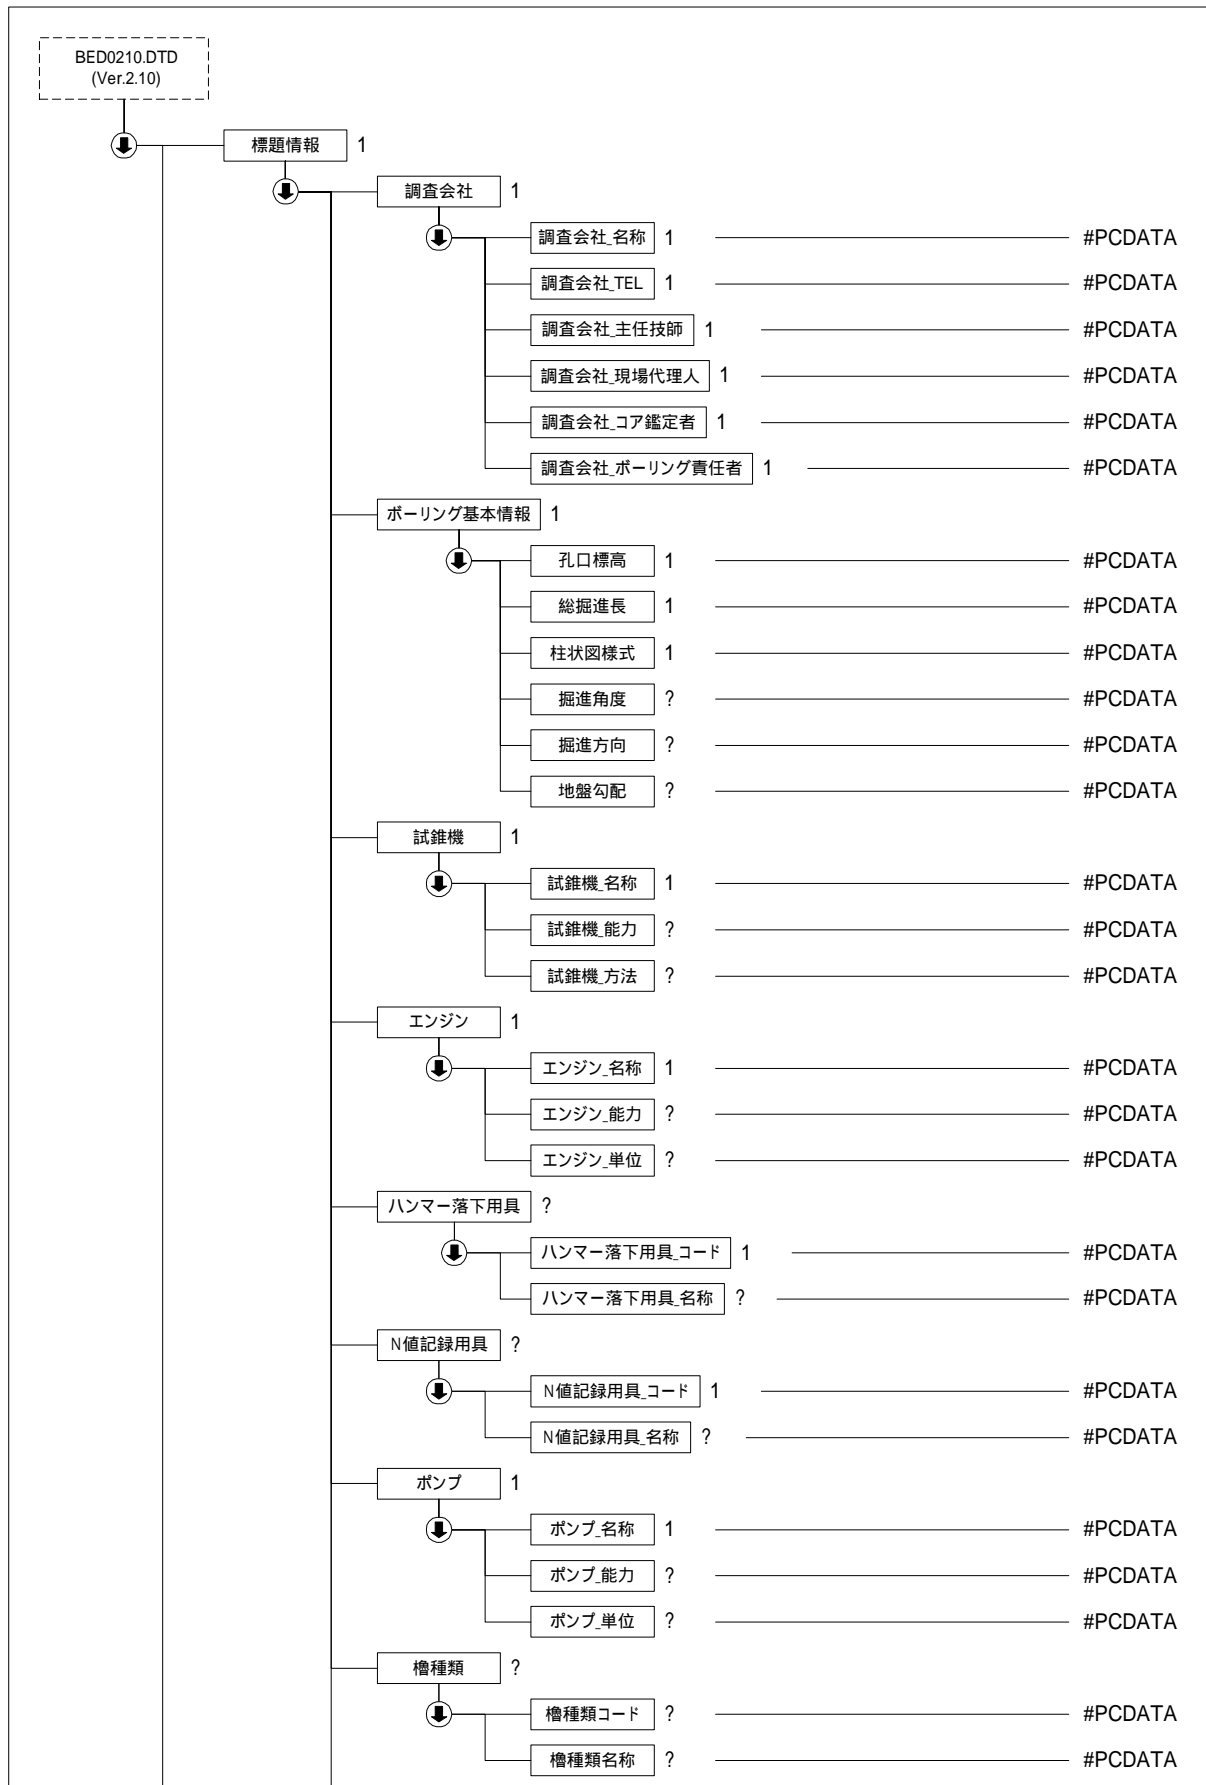 BED0210.DTD
(Ver.2.10)
標題情報 1
調査会社 1
調査会社_名称 1 #PCDATA
調査会社_TEL 1 #PCDATA
調査会社_主任技師 1 #PCDATA
調査会社_現場代理人 1 #PCDATA
調査会社_コア鑑定者 1 #PCDATA
調査会社_ボーリング責任者 1 #PCDATA
ボーリング基本情報 1
孔口標高 1 #PCDATA
総掘進長 1 #PCDATA
柱状図様式 1 #PCDATA
掘進角度 ? #PCDATA
掘進方向 ? #PCDATA
地盤勾配 ? #PCDATA
試錐機 1
試錐機_名称 1 #PCDATA
試錐機_能力 ? #PCDATA
試錐機_方法 ? #PCDATA
エンジン 1
エンジン_名称 1 #PCDATA
エンジン_能力 ? #PCDATA
エンジン_単位 ? #PCDATA
ハンマー落下用具 ?
ハンマー落下用具_コード 1 #PCDATA
ハンマー落下用具_名称 ? #PCDATA
N値記録用具 ?
N値記録用具_コード 1 #PCDATA
N値記録用具_名称 ? #PCDATA
ポンプ 1
ポンプ_名称 1 #PCDATA
ポンプ_能力 ? #PCDATA
ポンプ_単位 ? #PCDATA
櫓種類 ?
櫓種類コード ? #PCDATA
櫓種類名称 ? #PCDATA